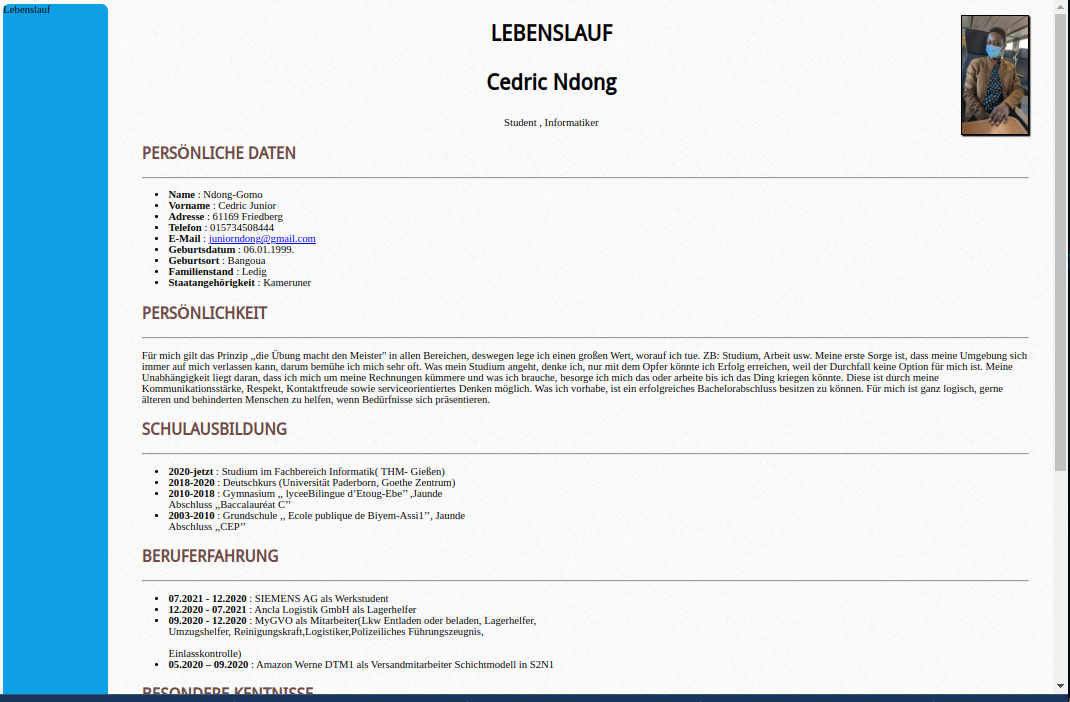 Lebenslauf
LEBENSLAUF
Cedric Ndong
Student , Informatiker
PERSÖNLICHE DATEN
Name : Ndong-Gomo
Vorname : Cedric Junior
Adresse : 61169 Friedberg
Telefon : 015734508444
E-Mail : juniorndong@gmail.com
Geburtsdatum : 06.01.1999.
Geburtsort : Bangoua
Familienstand : Ledig
Staatangehörigkeit : Kameruner
PERSÖNLICHKEIT
Für mich gilt das Prinzip „die Übung macht den Meister" in allen Bereichen, deswegen lege ich einen großen Wert, worauf ich tue. ZB: Studium, Arbeit usw. Meine erste Sorge ist, dass meine Umgebung sich
immer auf mich verlassen kann, darum bemühe ich mich sehr oft. Was mein Studium angeht, denke ich, nur mit dem Opfer könnte ich Erfolg erreichen, weil der Durchfall keine Option für mich ist. Meine
Unabhängigkeit liegt daran, dass ich mich um meine Rechnungen kümmere und was ich brauche, besorge ich mich das oder arbeite bis ich das Ding kriegen könnte. Diese ist durch meine
Kommunikationsstärke, Respekt, Kontaktfreude sowie serviceorientiertes Denken möglich. Was ich vorhabe, ist ein erfolgreiches Bachelorabschluss besitzen zu können. Für mich ist ganz logisch, gerne
älteren und behinderten Menschen zu helfen, wenn Bedürfnisse sich präsentieren.
SCHULAUSBILDUNG
2020-jetzt : Studium im Fachbereich Informatik( THM- Gießen)
2018-2020 : Deutschkurs (Universität Paderborn, Goethe Zentrum)
2010-2018 : Gymnasium ,, lyceeBilingue d’Etoug-Ebe’’ ,Jaunde
Abschluss ,,Baccalauréat C’’
2003-2010 : Grundschule ,, Ecole publique de Biyem-Assi1’’, Jaunde
Abschluss ,,CEP’’
BERUFERFAHRUNG
07.2021 - 12.2020 : SIEMENS AG als Werkstudent
12.2020 - 07.2021 : Ancla Logistik GmbH als Lagerhelfer
09.2020 - 12.2020 : MyGVO als Mitarbeiter(Lkw Entladen oder beladen, Lagerhelfer,
Umzugshelfer, Reinigungskraft,Logistiker,Polizeiliches Führungszeugnis,
Einlasskontrolle)
05.2020 – 09.2020 : Amazon Werne DTM1 als Versandmitarbeiter Schichtmodell in S2N1
BESONDERE KENTNISSE